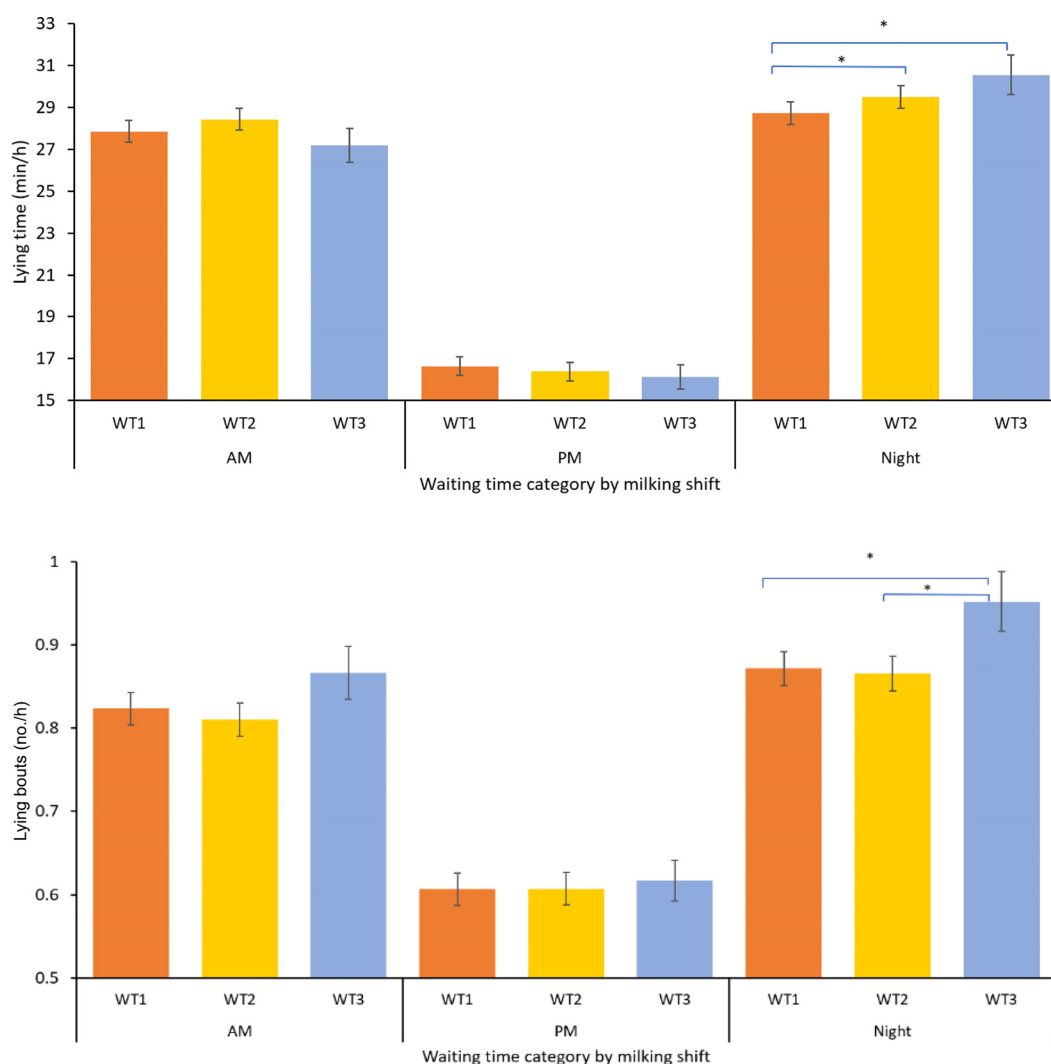 33
31
29
27
25
23
21
19
17
15
Lying time (min/h)
*
*
WT1 WT2 WT3 WT1 WT2 WT3 WT1 WT2 WT3
AM PM Night
Waiting time category by milking shift
1
0.9
0.8
0.7
0.6
0.5
Lying bouts (no./h)
*
*
WT1 WT2 WT3 WT1 WT2 WT3 WT1 WT2 WT3
AM PM Night
Waiting time category by milking shift